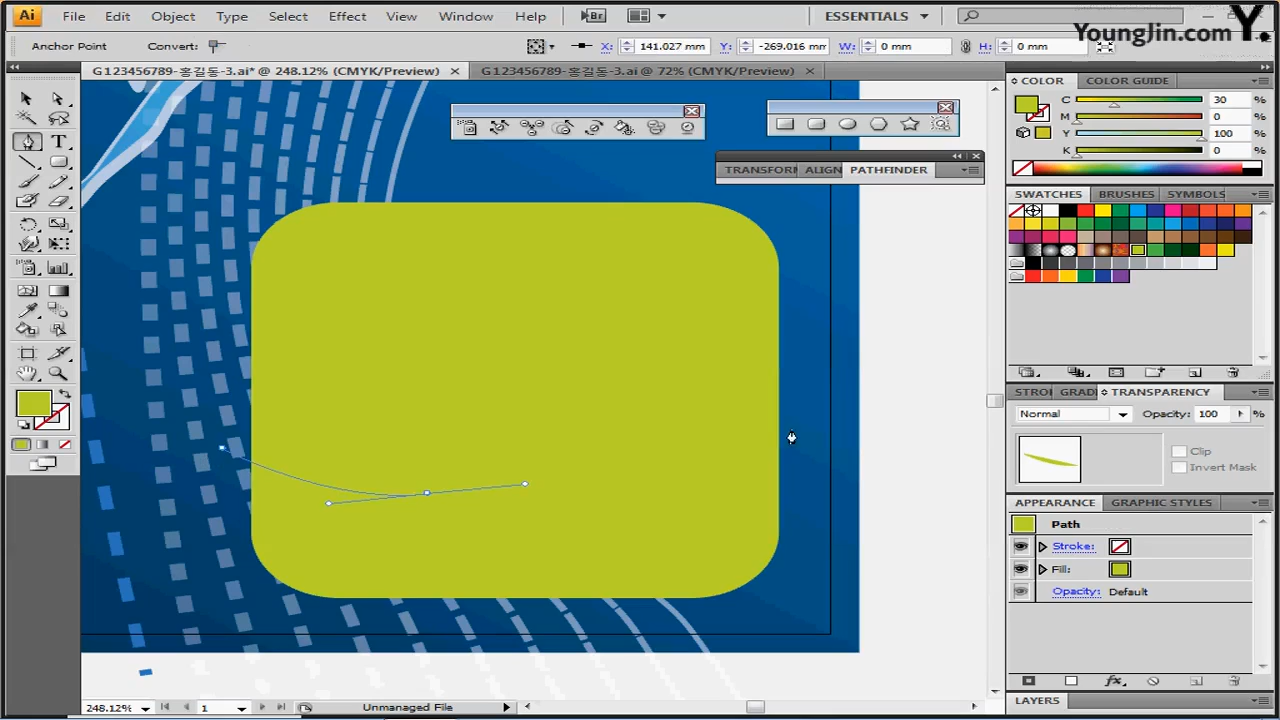 Ai File Edit Object Type Select Effect View Window Help Br ESSENTIALS
YoungJin.com Y.
Anchor Point Convert: X: 141.027 mm Y: -269.016 mm W: 0 mm H: 0 mm
G123456789-홍길동-3.ai* @ 248.12% (CMYK/Preview) G123456789-홍길동-3.ai @ 72% (CMYK/Preview)
COLOR COLOR GUIDE
C 30 %
M 0 %
Y 100 %
K 0 %
TRANSFORM ALIGN PATHFINDER
SWATCHES BRUSHES SYMBOLS
STRO GRADI TRANSPARENCY
Normal Opacity: 100 %
Clip
Invert Mask
APPEARANCE GRAPHIC STYLES
Path
Stroke:
Fill:
Opacity: Default
LAYERS
248.12% 1 Unmanaged File